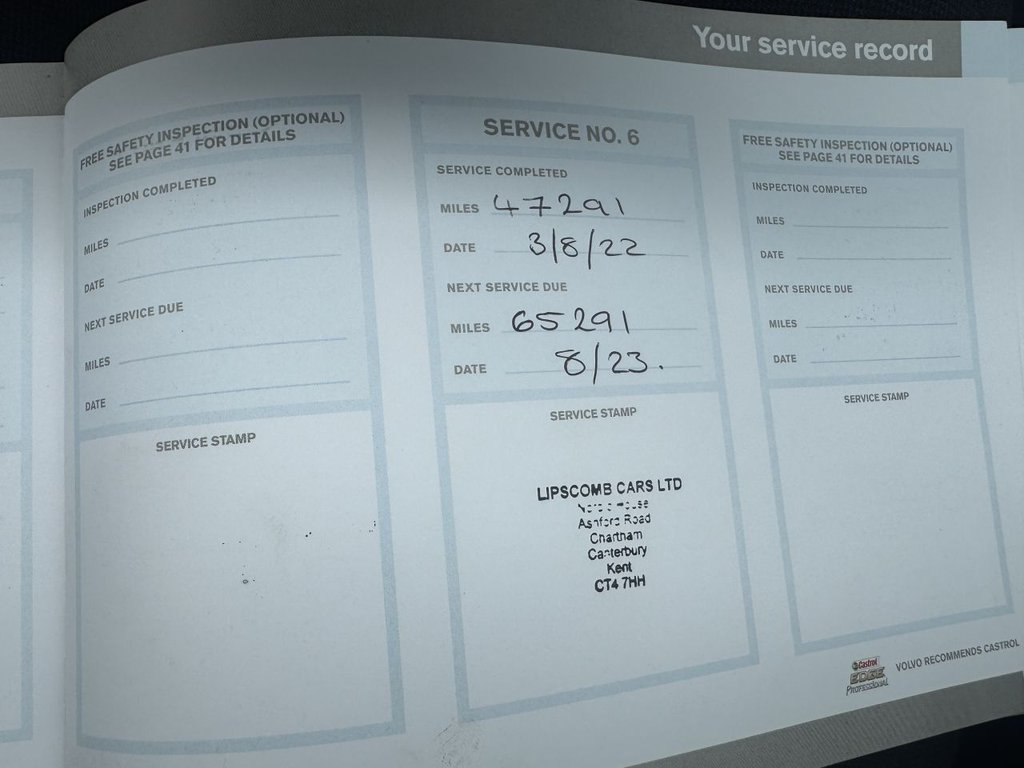 Your service record
FREE SAFETY INSPECTION (OPTIONAL)
SEE PAGE 41 FOR DETAILS
INSPECTION COMPLETED
MILES
DATE
NEXT SERVICE DUE
MILES
DATE
SERVICE STAMP
SERVICE NO. 6
SERVICE COMPLETED
MILES 47291
DATE 3/8/22
NEXT SERVICE DUE
MILES 65291
DATE 8/23.
SERVICE STAMP
LIPSCOMB CARS LTD
House
Ashford Road
Chartham
Canterbury
Kent
CT4 7HH
FREE SAFETY INSPECTION (OPTIONAL)
SEE PAGE 41 FOR DETAILS
INSPECTION COMPLETED
MILES
DATE
NEXT SERVICE DUE
MILES
DATE
SERVICE STAMP
Castrol
EDGE
Professional
VOLVO RECOMMENDS CASTROL